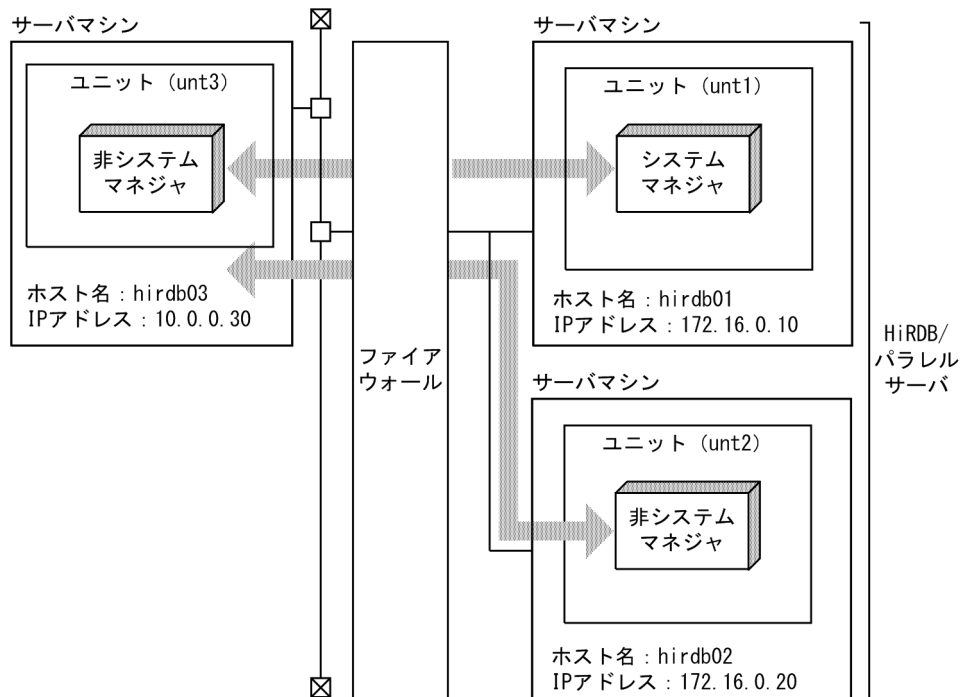 サーバマシン
ユニット（unt3）
非システム
マネジャ
ホスト名：hirdb03
IPアドレス：10.0.0.30
ファイア
ウォール
サーバマシン
ユニット（unt1）
システム
マネジャ
ホスト名：hirdb01
IPアドレス：172.16.0.10
サーバマシン
ユニット（unt2）
非システム
マネジャ
ホスト名：hirdb02
IPアドレス：172.16.0.20
HiRDB/
パラレル
サーバ